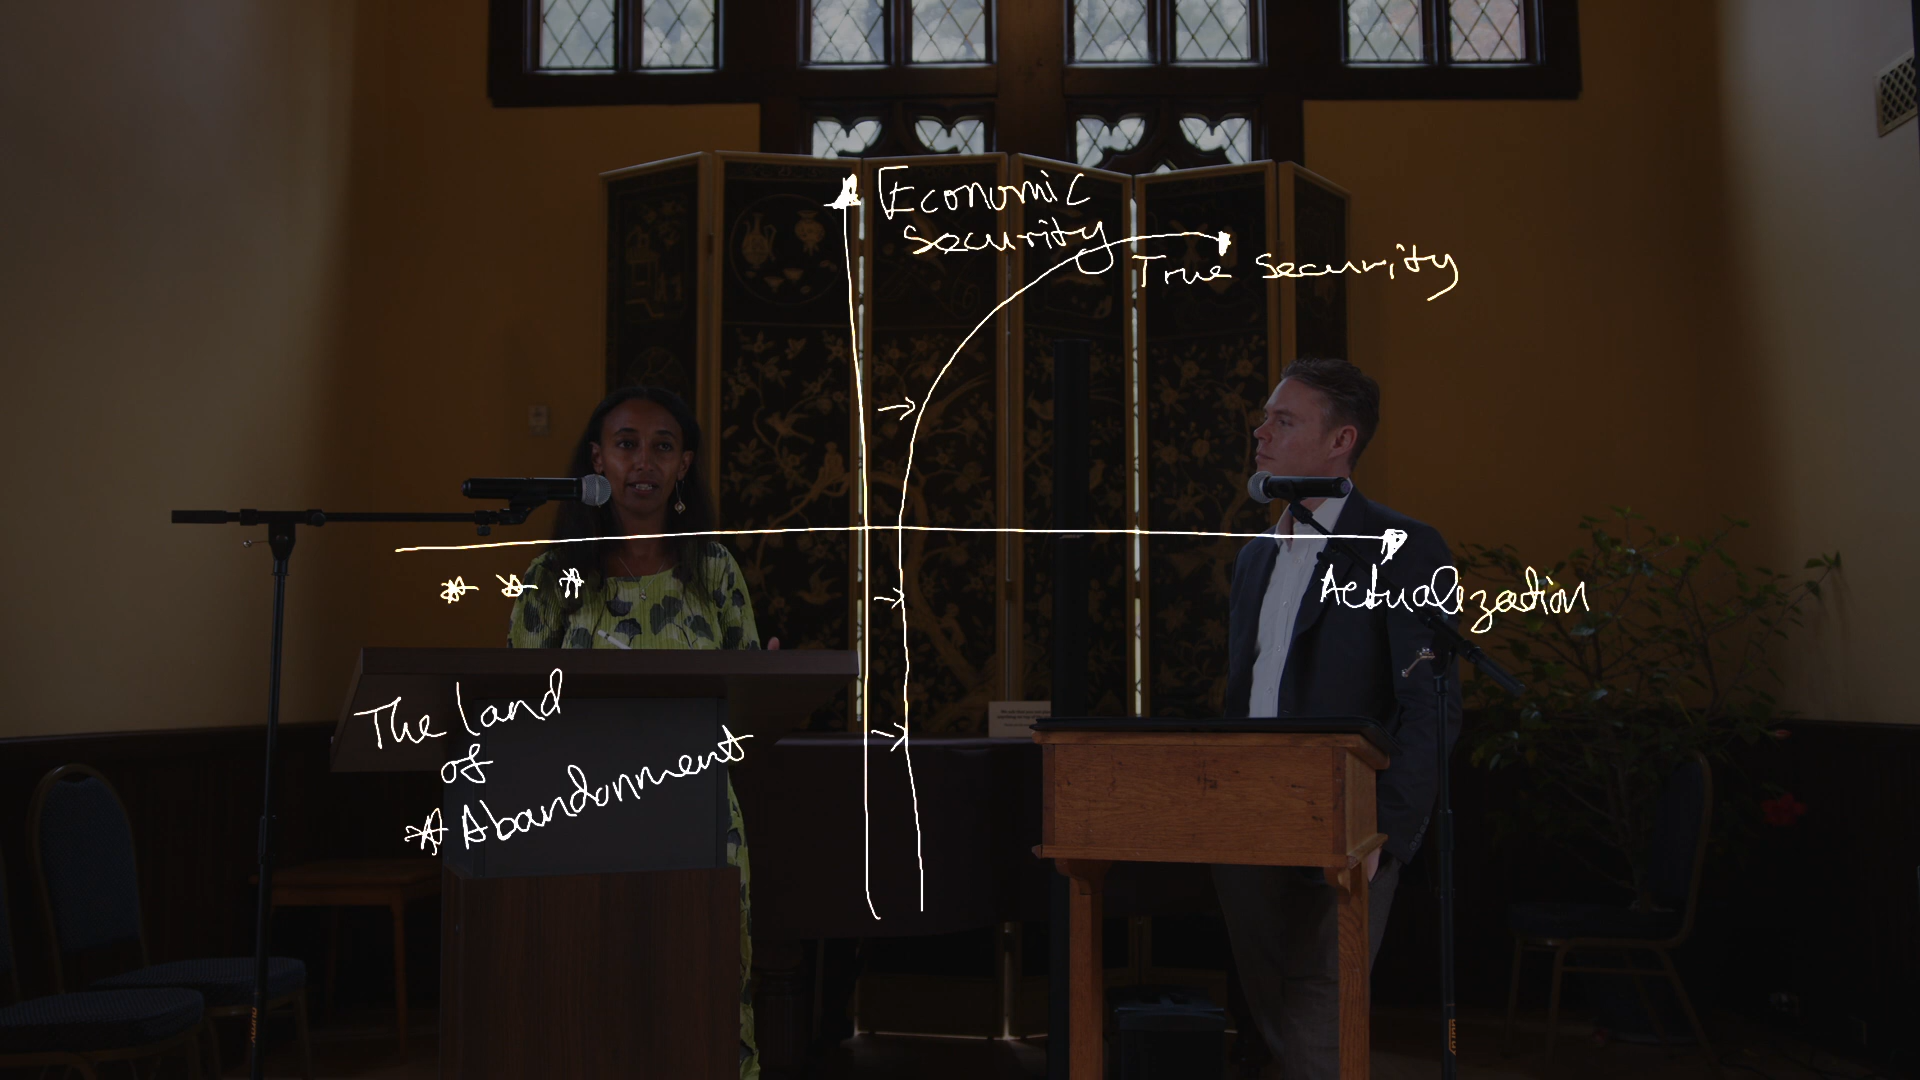 Economic
security
True security
Actualization
The land
of
Abandonment